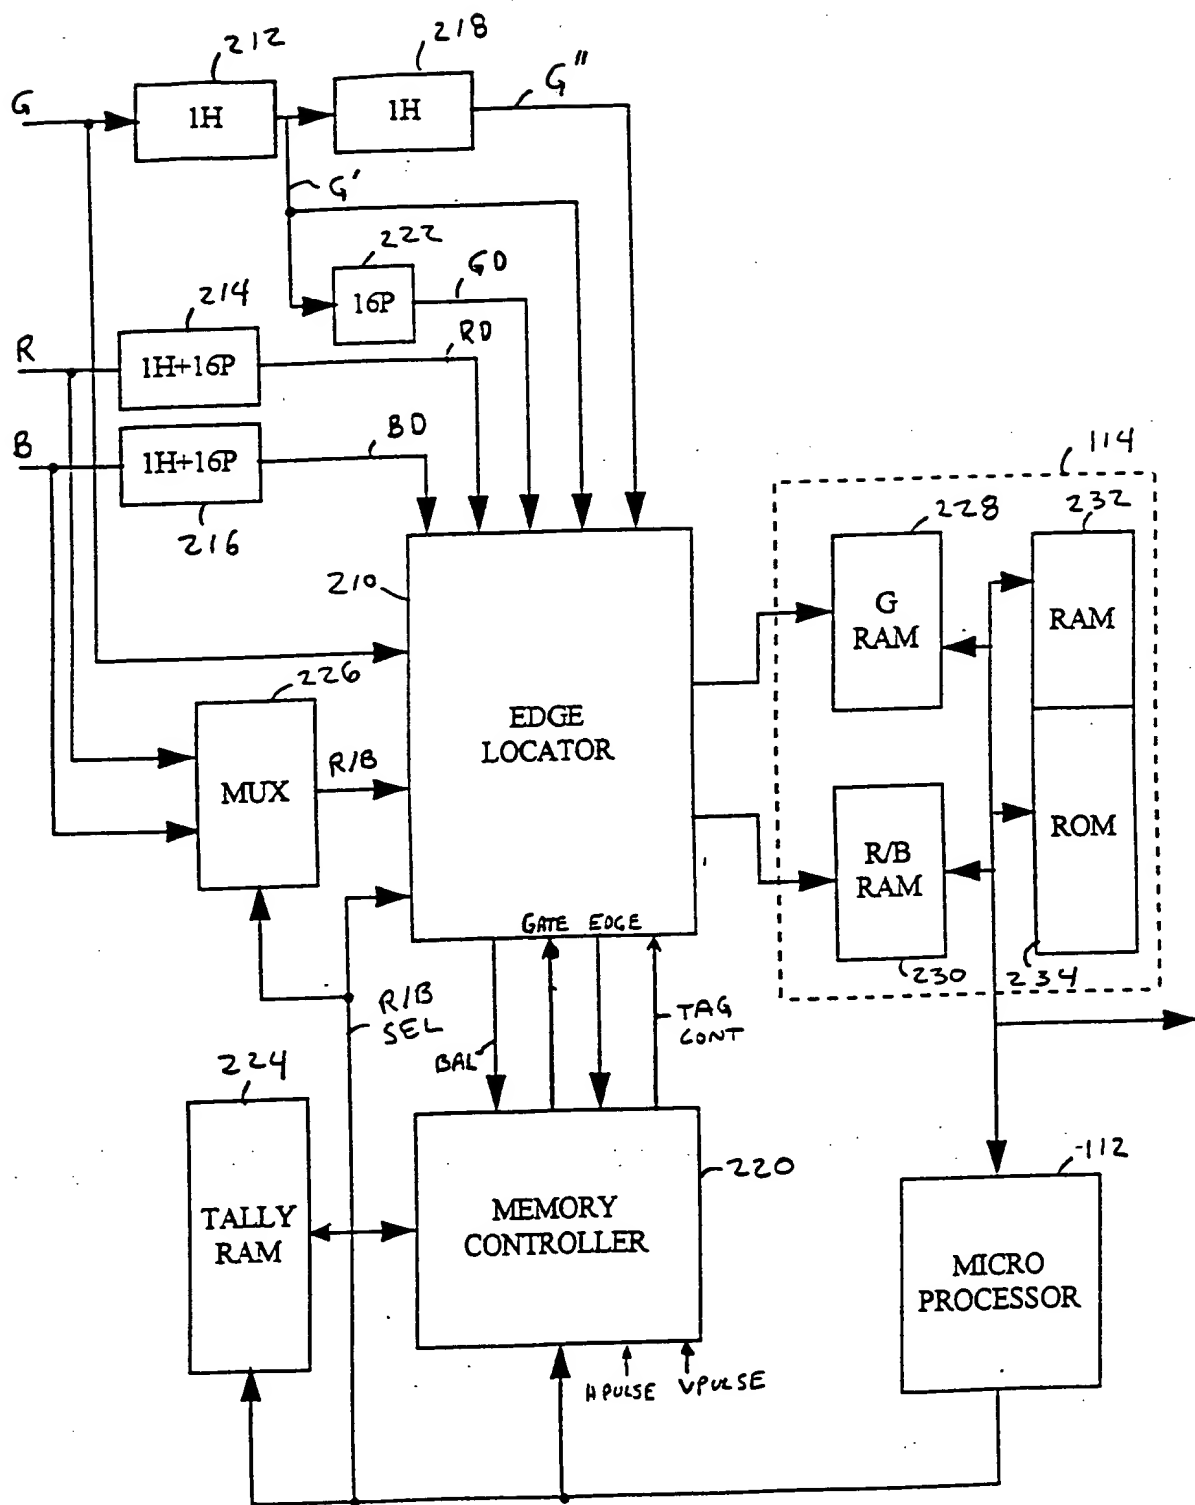 212
218
G
1H
1H
G"
G'
222
16P
GD
214
R
1H+16P
RD
B
1H+16P
BD
216
114
228
232
210
G
RAM
RAM
226
EDGE
LOCATOR
MUX
R/B
R/B
RAM
ROM
GATE
EDGE
230
234
R/B
SEL
BAL
TAG
CONT
224
-112
220
TALLY
RAM
MEMORY
CONTROLLER
MICRO
PROCESSOR
HPULSE
VPULSE